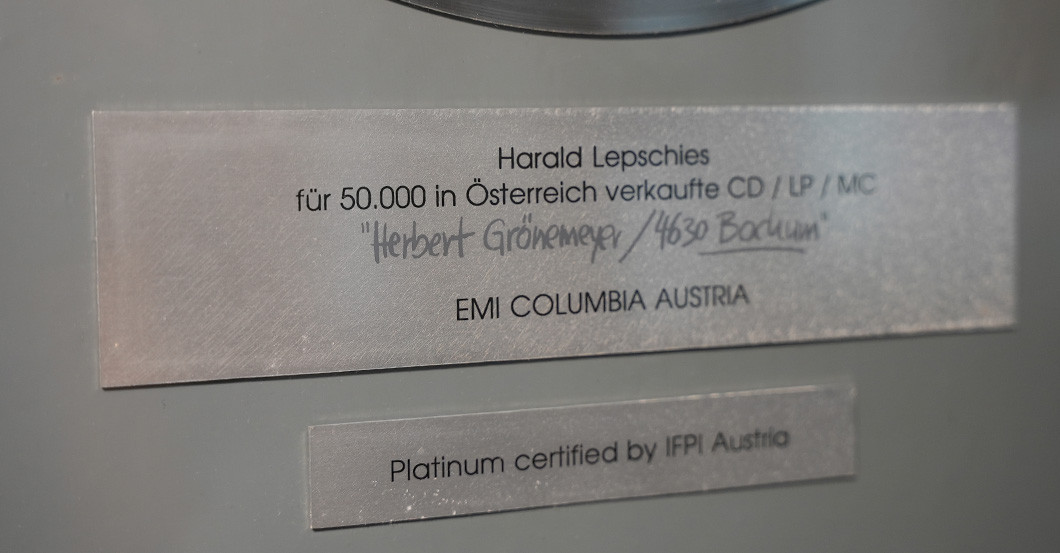 Harald Lepschies
für 50.000 in Österreich verkaufte CD / LP / MC
"Herbert Grönemeyer/4630 Bochum"
EMI COLUMBIA AUSTRIA
Platinum certified by IFPI Austria